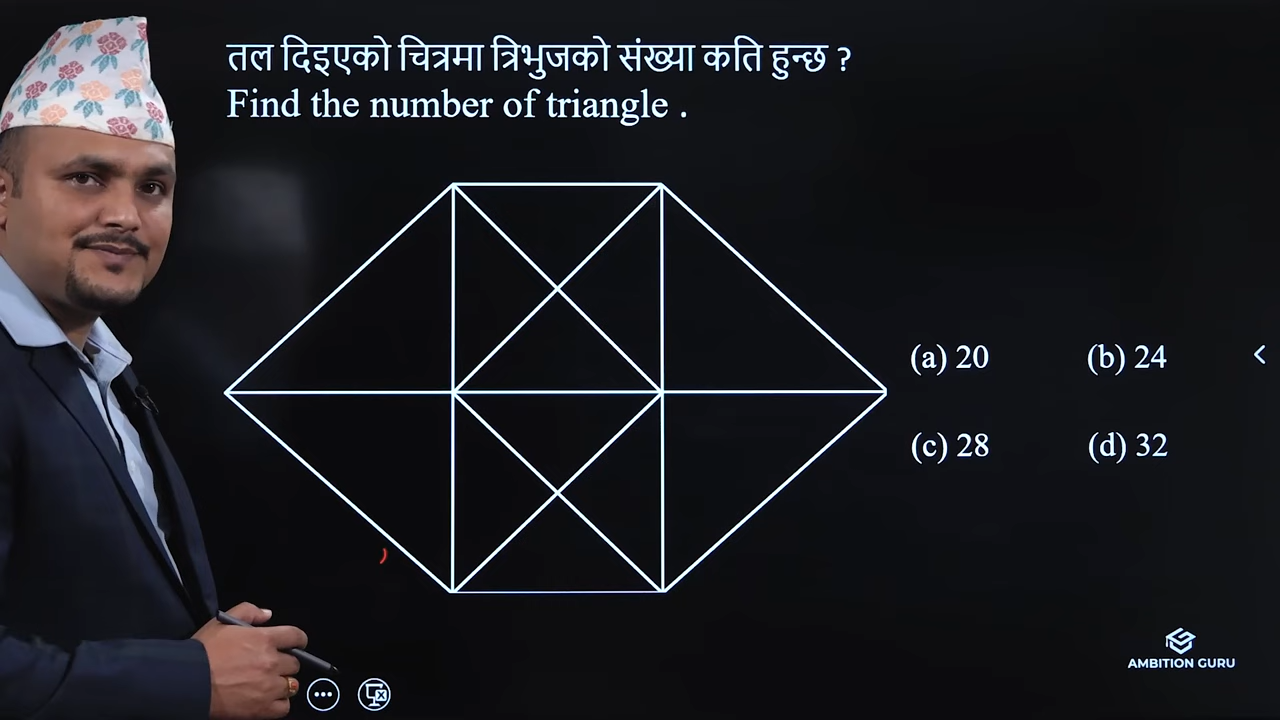 तल दिइएको चित्रमा त्रिभुजको संख्या कति हुन्छ ?
Find the number of triangle .
(a) 20 (b) 24
(c) 28 (d) 32
AMBITION GURU